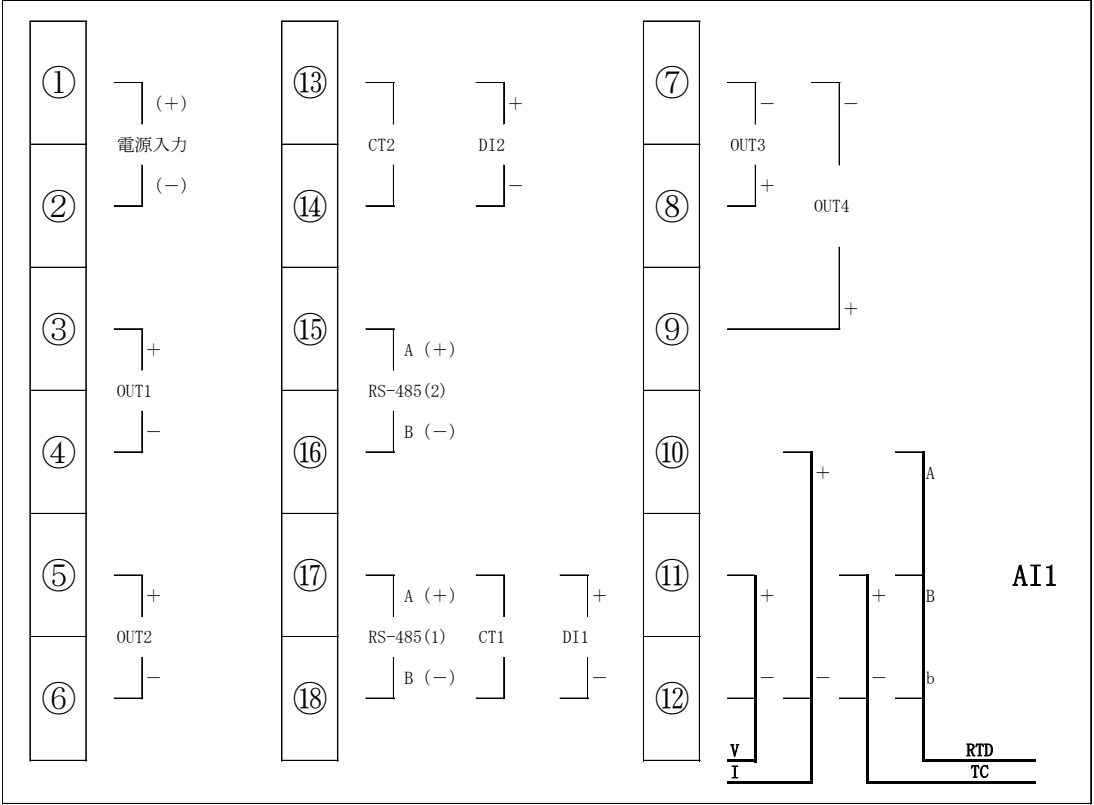 ① ⑬ ⑦
(+) + - -
電源入力 CT2 DI2 OUT3
(-) - +
② ⑭ ⑧ OUT4
③ ⑮ ⑨ +
+ A (+)
OUT1 RS-485(2)
- B (-)
④ ⑯ ⑩
+ A
⑤ ⑰ ⑪ AI1
+ A (+) + + + B
OUT2 RS-485(1) CT1 DI1
- B (-) - - - - b
⑥ ⑱ ⑫
V RTD
I TC